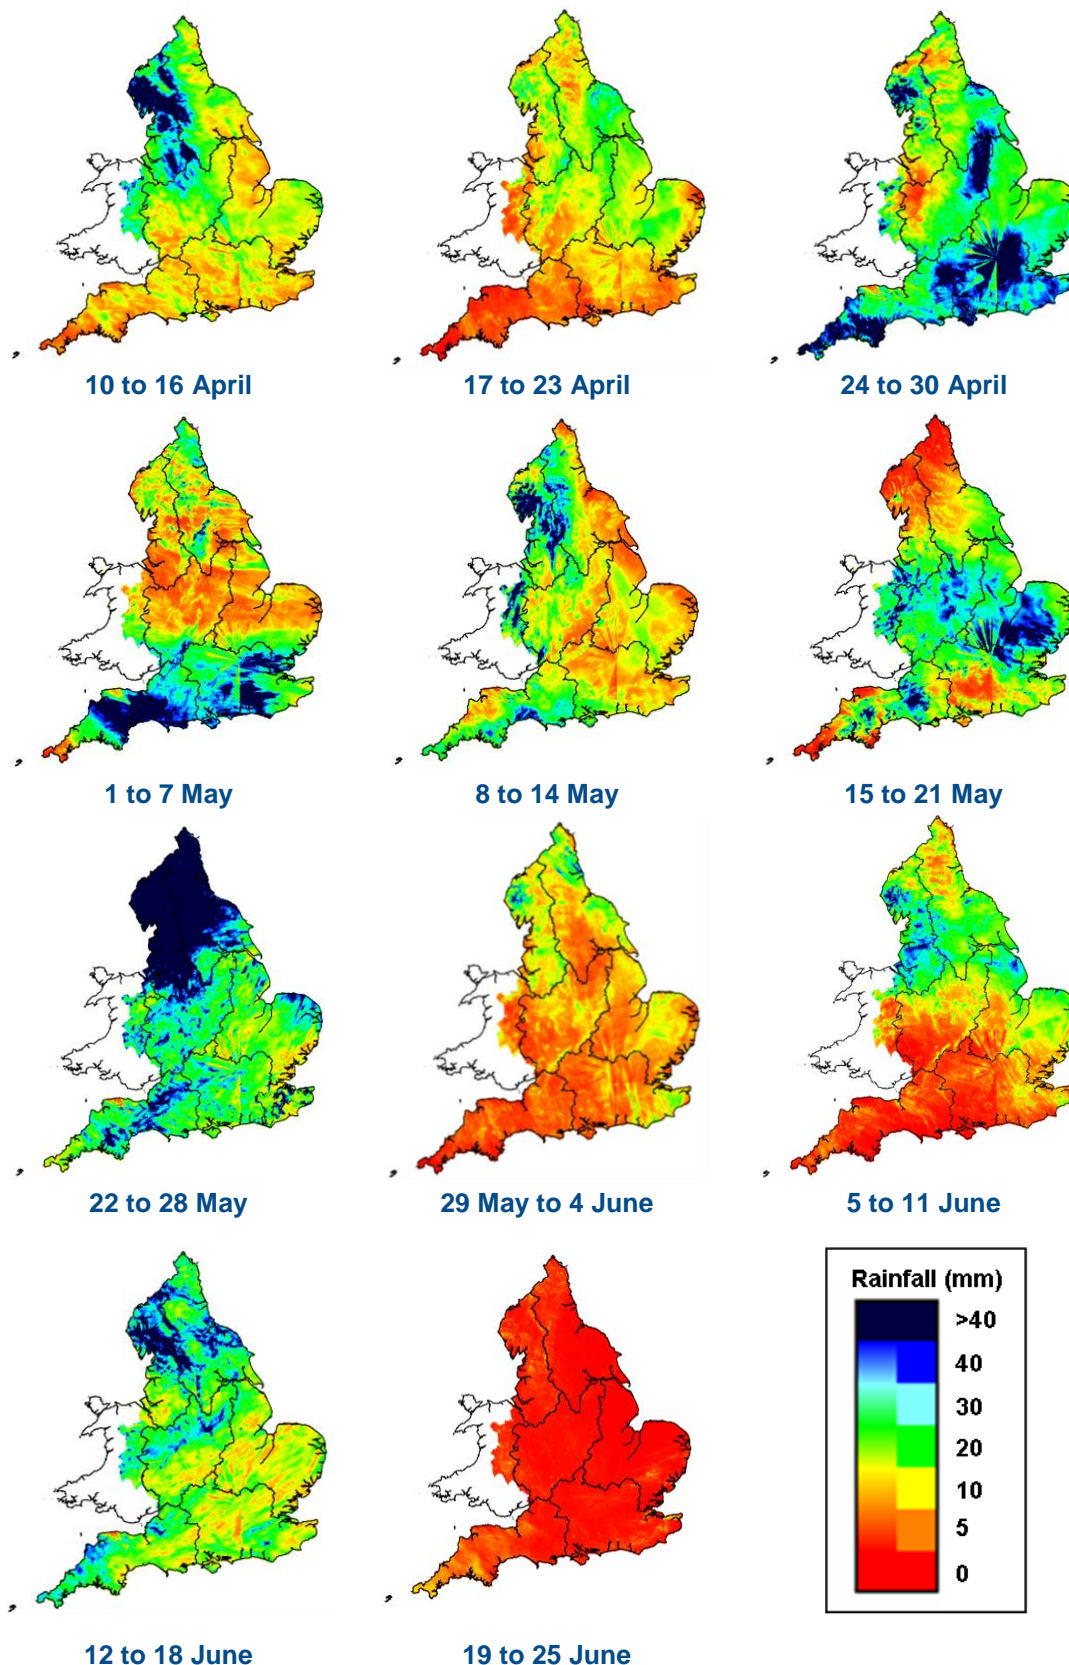 10 to 16 April
17 to 23 April
24 to 30 April
1 to 7 May
8 to 14 May
15 to 21 May
22 to 28 May
29 May to 4 June
5 to 11 June
Rainfall (mm)
>40
40
30
20
10
5
0
12 to 18 June
19 to 25 June